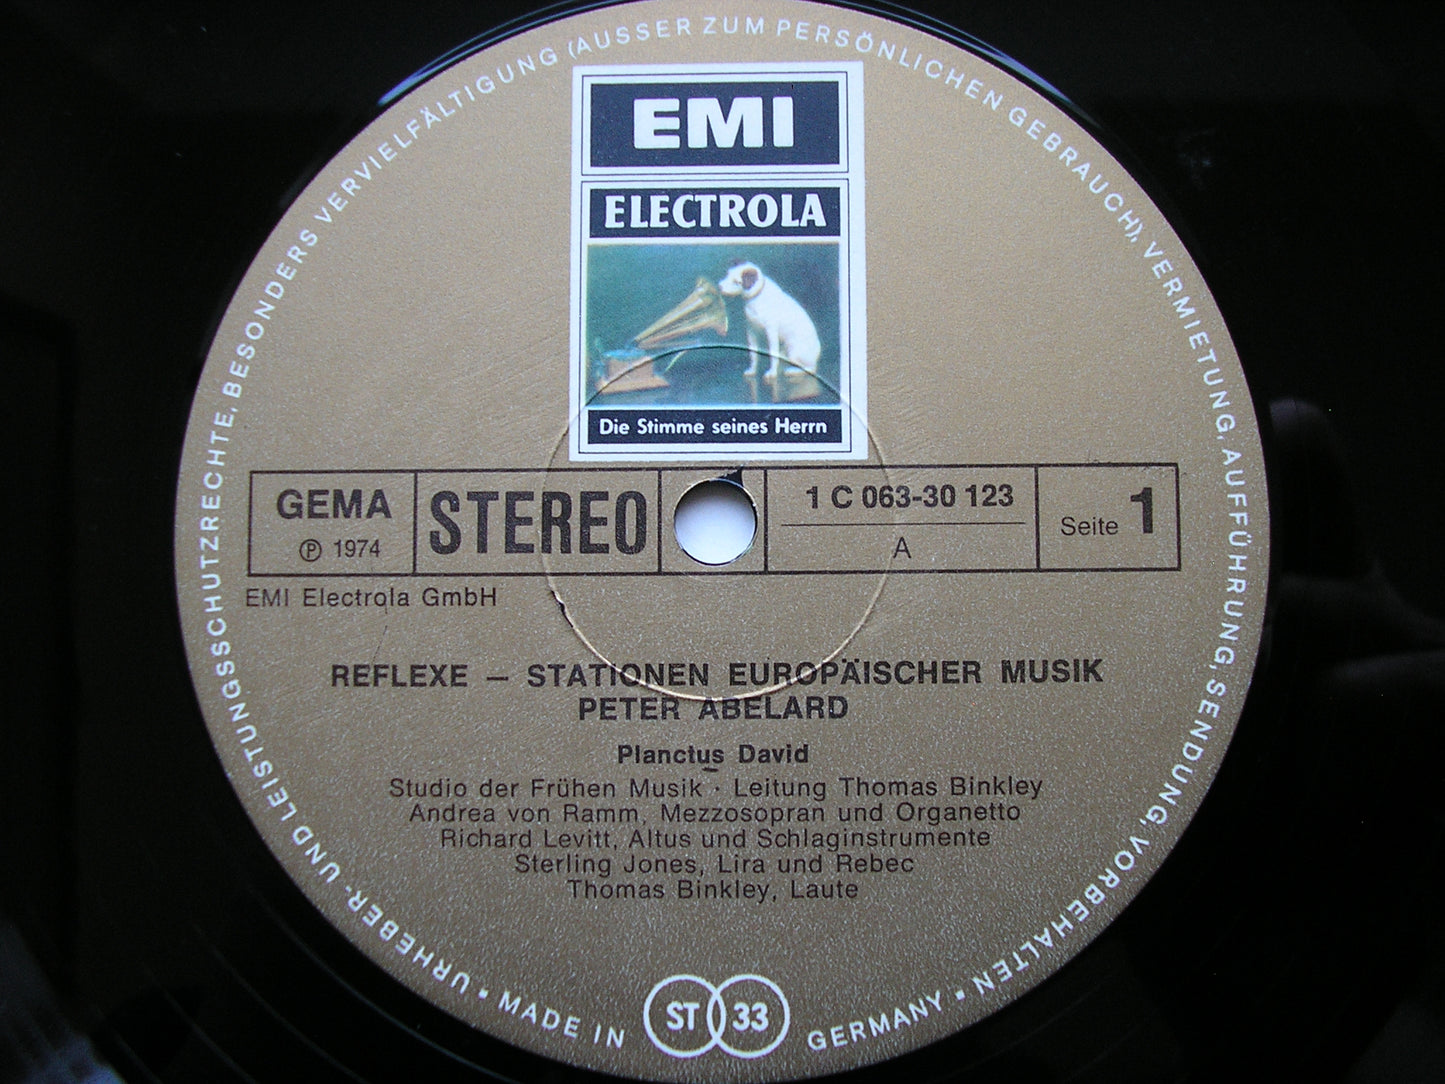 EMI
ELECTROLA
Die Stimme seines Herrn
GEMA
Ⓟ 1974
STEREO
1 C 063-30 123
A
Seite 1
EMI Electrola GmbH
REFLEXE – STATIONEN EUROPÄISCHER MUSIK
PETER ABELARD
Planctus David
Studio der Frühen Musik · Leitung Thomas Binkley
Andrea von Ramm, Mezzosopran und Organetto
Richard Levitt, Altus und Schlaginstrumente
Sterling Jones, Lira und Rebec
Thomas Binkley, Laute
URHEBER- UND LEISTUNGSSCHUTZRECHTE, BESONDERS VERVIELFÄLTIGUNG (AUSSER ZUM PERSÖNLICHEN GEBRAUCH), VERMIETUNG, AUFFÜHRUNG, SENDUNG, VORBEHALTEN ▪
MADE IN ST 33 GERMANY ▪